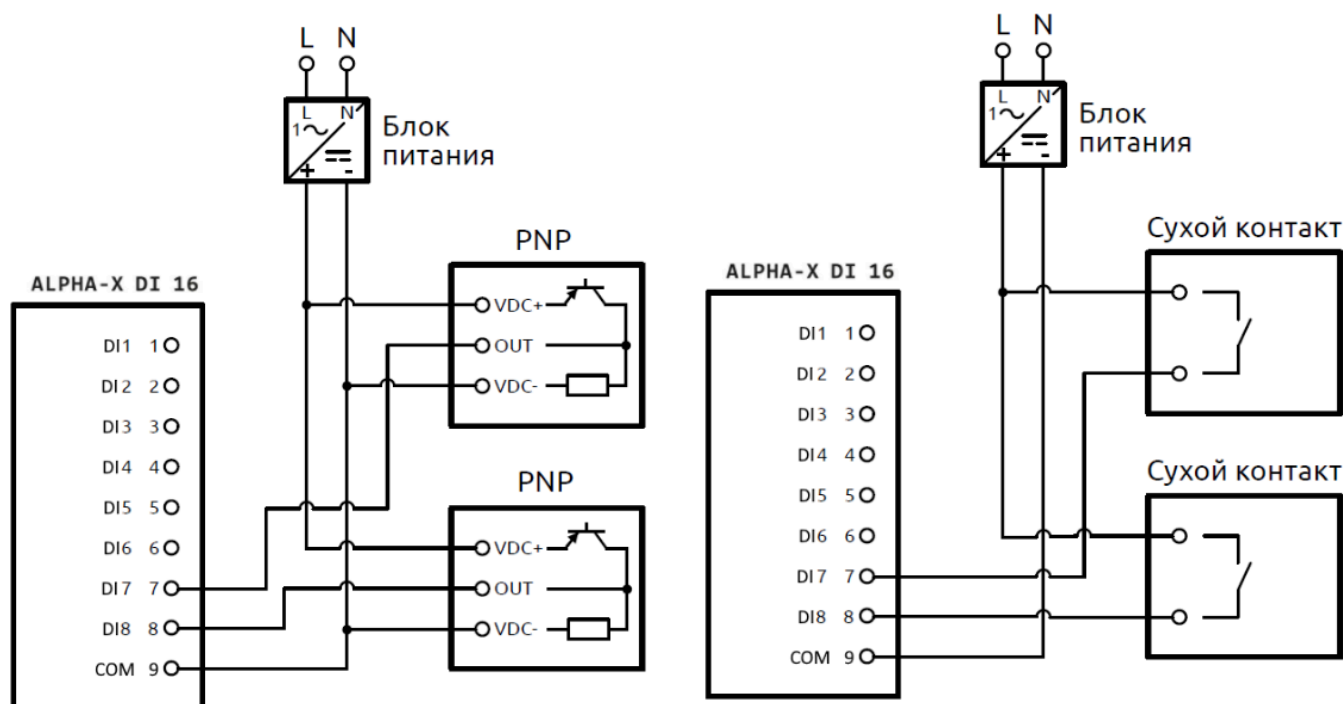 L N
L N
1
+ -
Блок
питания
PNP
VDC+
OUT
VDC-
PNP
VDC+
OUT
VDC-
ALPHA-X DI 16
DI1 1
DI2 2
DI3 3
DI4 4
DI5 5
DI6 6
DI7 7
DI8 8
COM 9
L N
L N
1
+ -
Блок
питания
Сухой контакт
Сухой контакт
ALPHA-X DI 16
DI1 1
DI2 2
DI3 3
DI4 4
DI5 5
DI6 6
DI7 7
DI8 8
COM 9